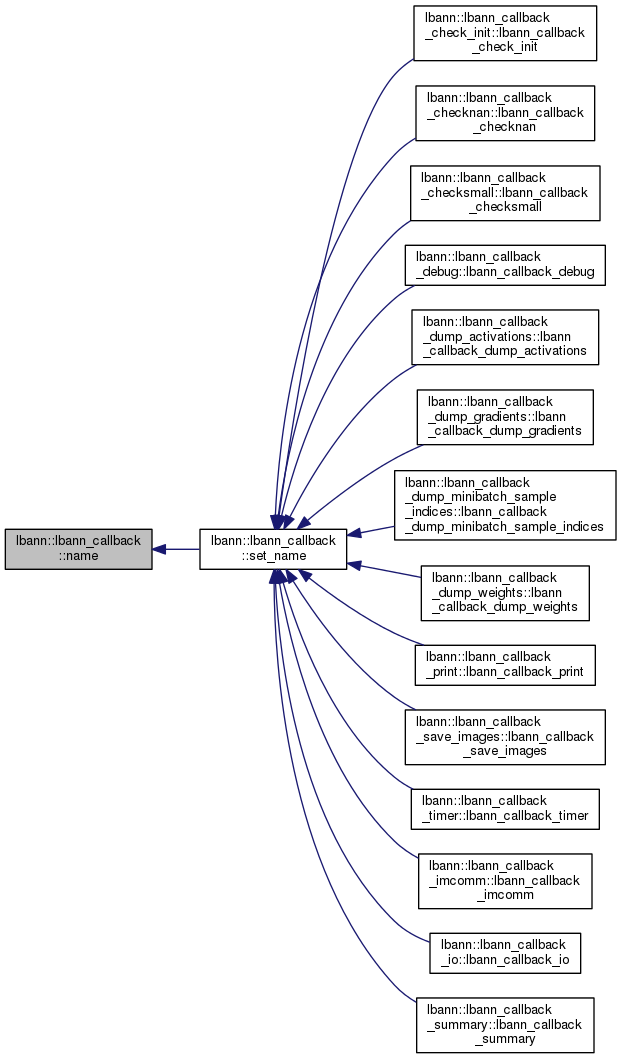 lbann::lbann_callback
_check_init::lbann_callback
_check_init
lbann::lbann_callback
_checknan::lbann_callback
_checknan
lbann::lbann_callback
_checksmall::lbann_callback
_checksmall
lbann::lbann_callback
_debug::lbann_callback_debug
lbann::lbann_callback
_dump_activations::lbann
_callback_dump_activations
lbann::lbann_callback
_dump_gradients::lbann
_callback_dump_gradients
lbann::lbann_callback
_dump_minibatch_sample
_indices::lbann_callback
_dump_minibatch_sample_indices
lbann::lbann_callback
::name
lbann::lbann_callback
::set_name
lbann::lbann_callback
_dump_weights::lbann
_callback_dump_weights
lbann::lbann_callback
_print::lbann_callback_print
lbann::lbann_callback
_save_images::lbann_callback
_save_images
lbann::lbann_callback
_timer::lbann_callback_timer
lbann::lbann_callback
_imcomm::lbann_callback
_imcomm
lbann::lbann_callback
_io::lbann_callback_io
lbann::lbann_callback
_summary::lbann_callback
_summary